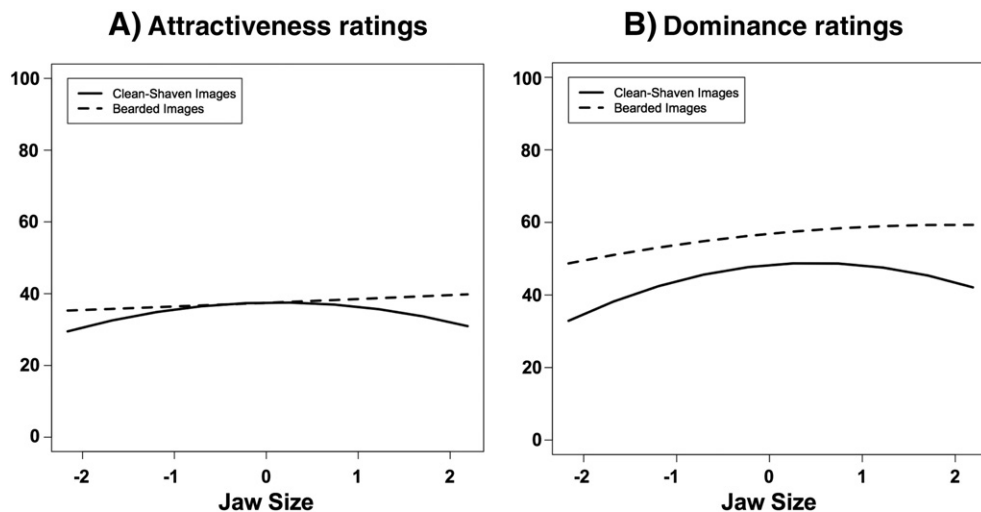 A) Attractiveness ratings
100
80
60
40
20
0
Clean-Shaven Images
Bearded Images
-2 -1 0 1 2
Jaw Size
B) Dominance ratings
100
80
60
40
20
0
Clean-Shaven Images
Bearded Images
-2 -1 0 1 2
Jaw Size